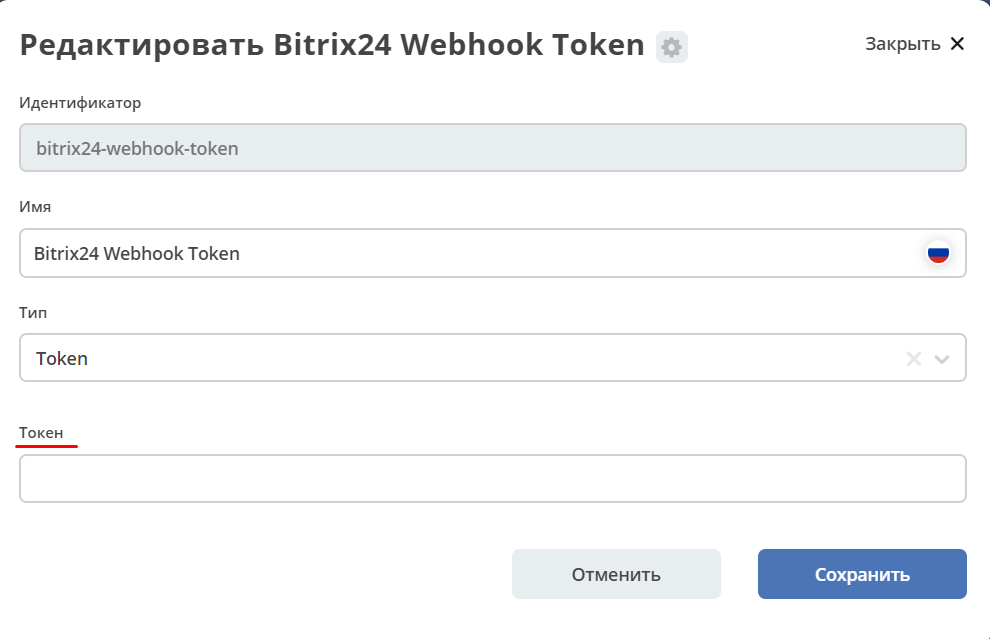 Редактировать Bitrix24 Webhook Token
Закрыть
Идентификатор
bitrix24-webhook-token
Имя
Bitrix24 Webhook Token
Тип
Token
Токен
Отменить
Сохранить